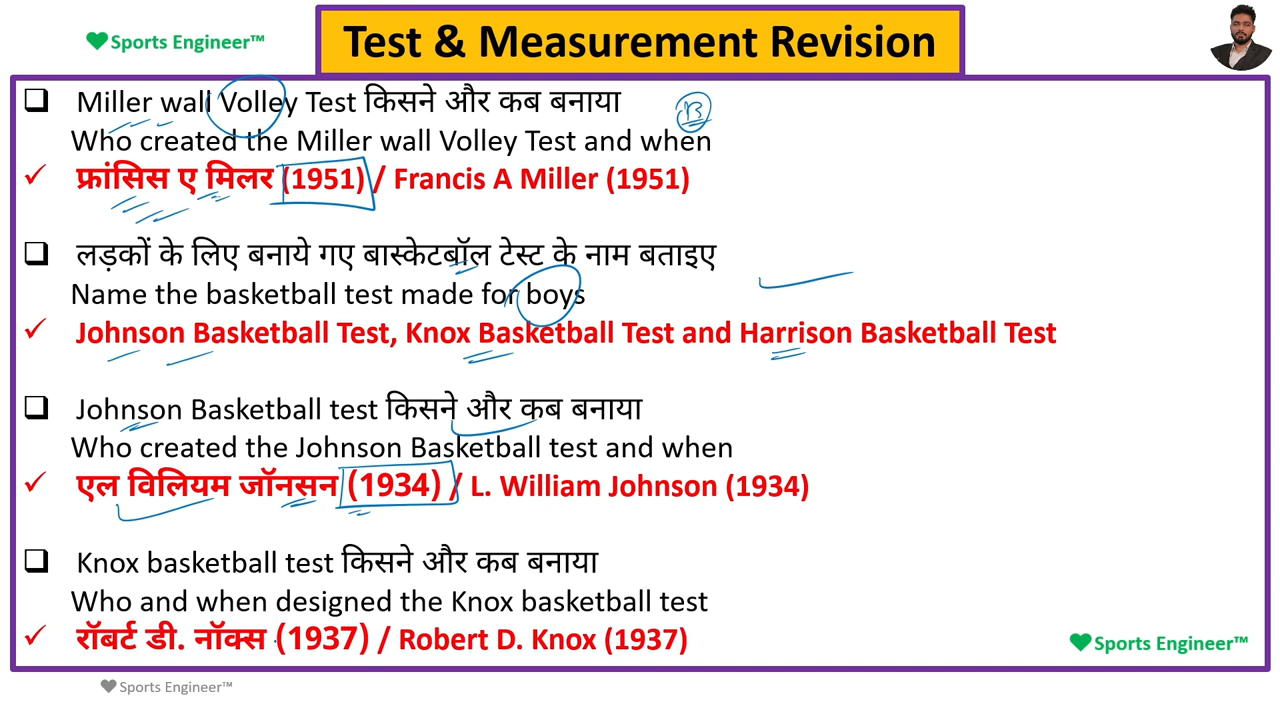 Sports Engineer™
Test & Measurement Revision
Miller wall Volley Test किसने और कब बनाया
B
Who created the Miller wall Volley Test and when
✓ फ्रांसिस ए मिलर (1951) / Francis A Miller (1951)
लड़कों के लिए बनाये गए बास्केटबॉल टेस्ट के नाम बताइए
Name the basketball test made for boys
✓ Johnson Basketball Test, Knox Basketball Test and Harrison Basketball Test
Johnson Basketball test किसने और कब बनाया
Who created the Johnson Basketball test and when
✓ एल विलियम जॉनसन (1934) / L. William Johnson (1934)
Knox basketball test किसने और कब बनाया
Who and when designed the Knox basketball test
✓ रॉबर्ट डी. नॉक्स (1937) / Robert D. Knox (1937)
Sports Engineer™
Sports Engineer™